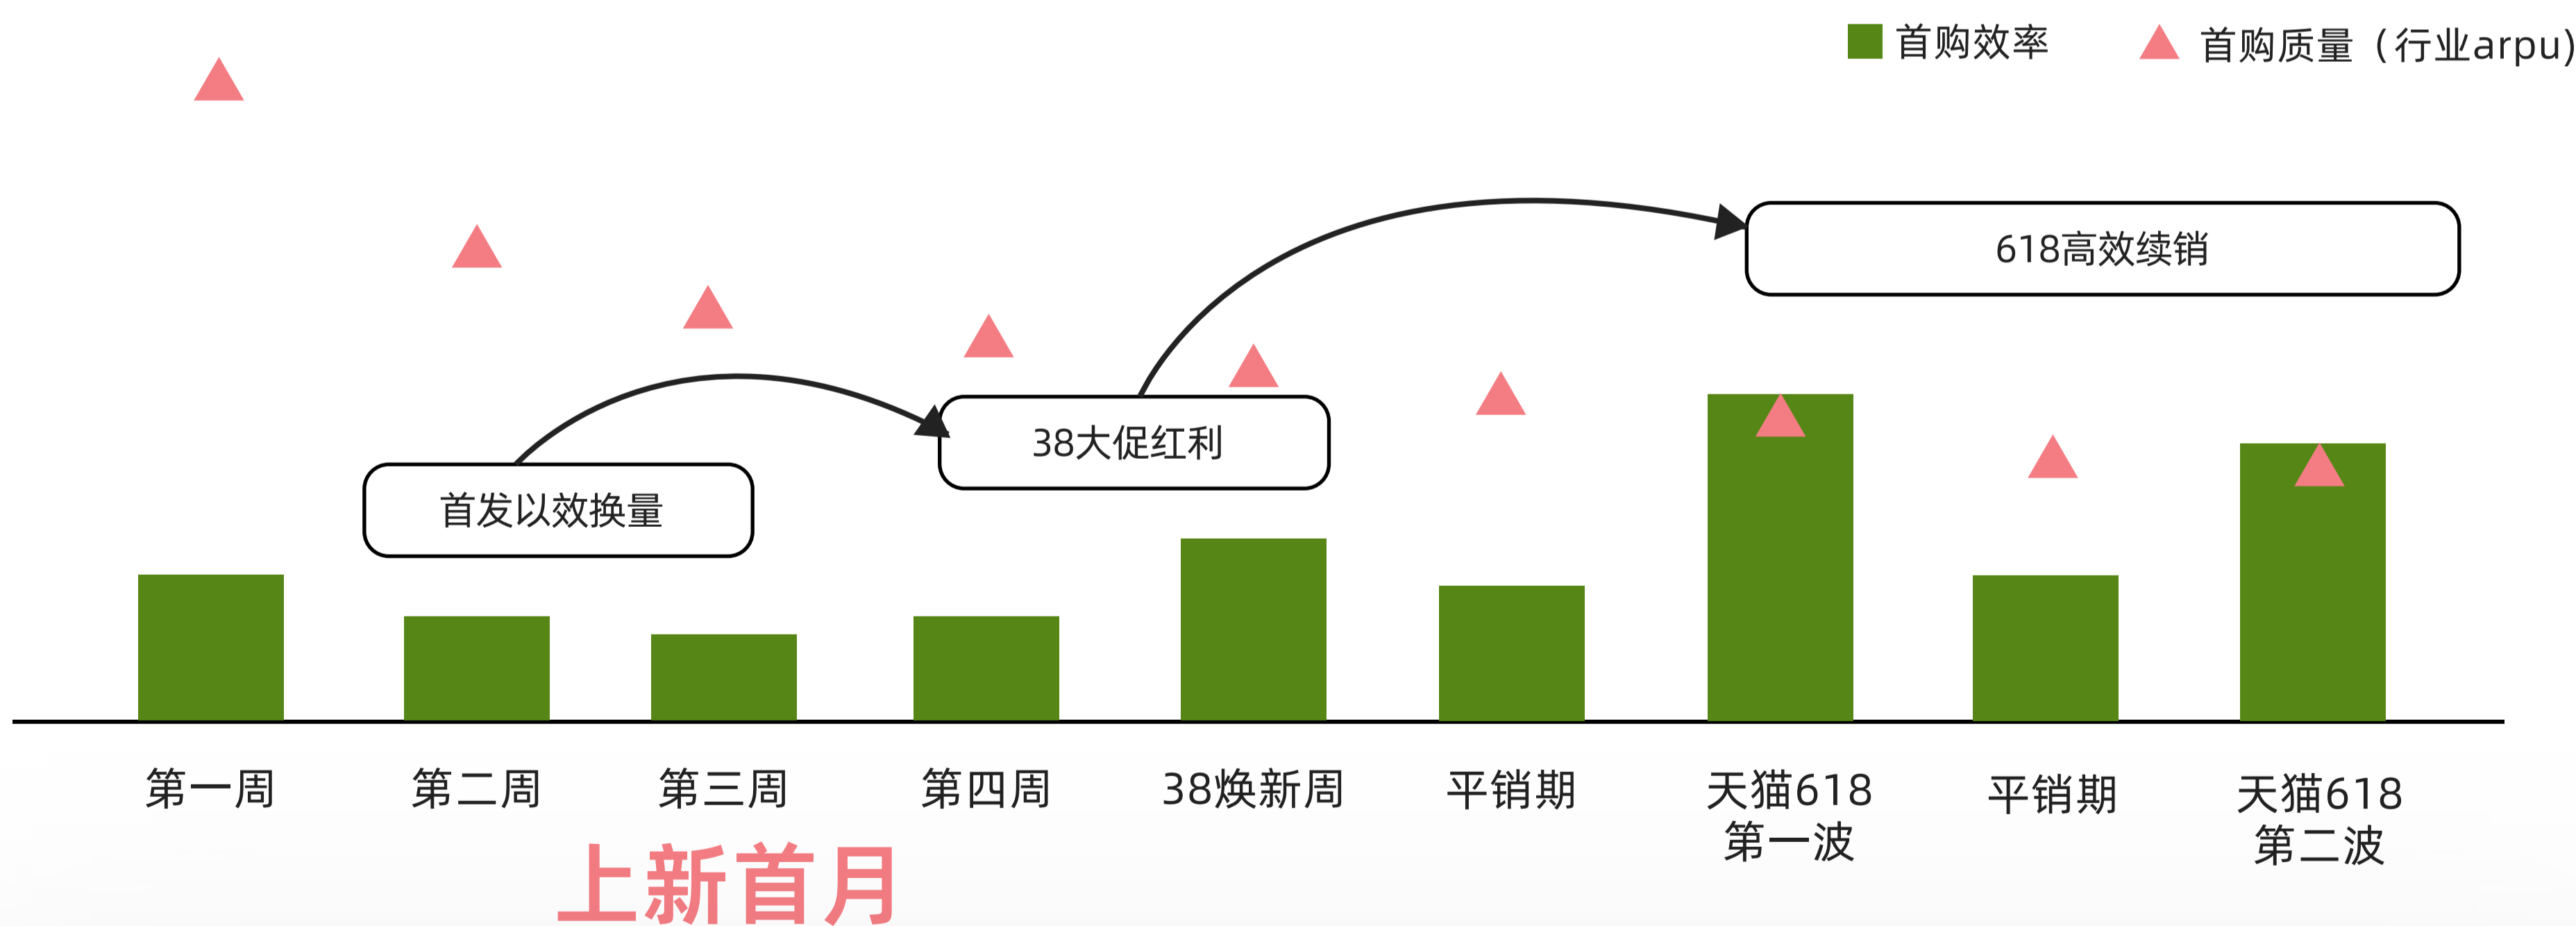 首购效率
首购质量（行业arpu)
618高效续销
38大促红利
首发以效换量
第一周
第二周
第三周
第四周
38焕新周
平销期
天猫618
第一波
平销期
天猫618
第二波
上新首月